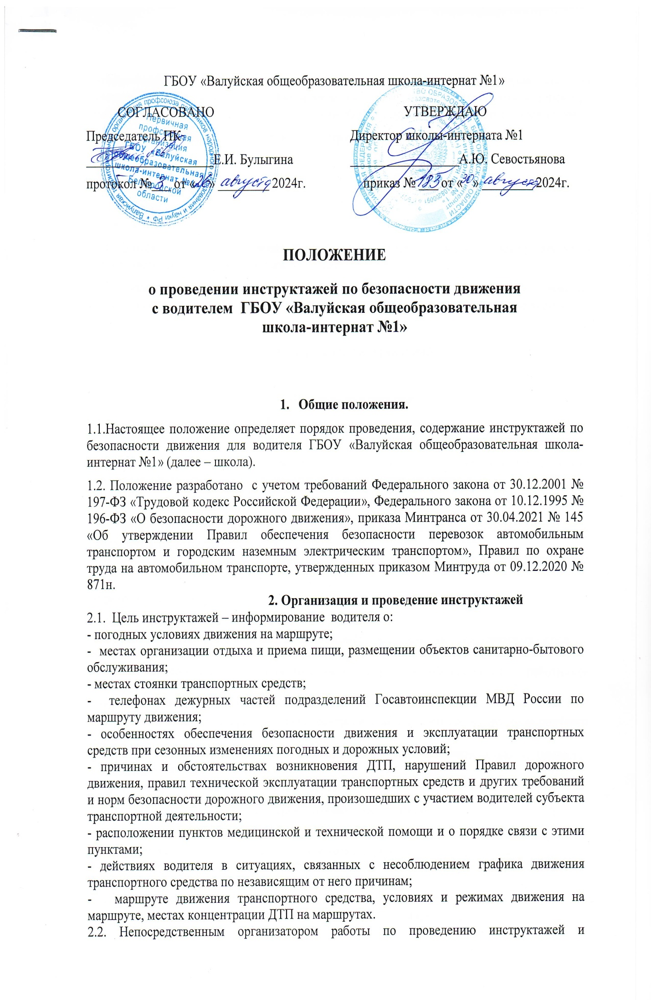 ГБОУ «Валуйская общеобразовательная школа-интернат №1»
СОГЛАСОВАНО
УТВЕРЖДАЮ
Председатель ПК
Директор школы-интерната №1
Е.И. Булыгина
А.Ю. Севостьянова
протокол № 3 от «26» августа 2024г.
приказ № 183 от «30» августа 2024г.
Первичная
профсоюзная
организация
ГБОУ «Валуйская
общеобразовательная
школа-интернат №1»
Белгородской
области
ПОЛОЖЕНИЕ
о проведении инструктажей по безопасности движения
с водителем ГБОУ «Валуйская общеобразовательная
школа-интернат №1»
1. Общие положения.
1.1.Настоящее положение определяет порядок проведения, содержание инструктажей по
безопасности движения для водителя ГБОУ «Валуйская общеобразовательная школа-
интернат №1» (далее – школа).
1.2. Положение разработано с учетом требований Федерального закона от 30.12.2001 №
197-ФЗ «Трудовой кодекс Российской Федерации», Федерального закона от 10.12.1995 №
196-ФЗ «О безопасности дорожного движения», приказа Минтранса от 30.04.2021 № 145
«Об утверждении Правил обеспечения безопасности перевозок автомобильным
транспортом и городским наземным электрическим транспортом», Правил по охране
труда на автомобильном транспорте, утвержденных приказом Минтруда от 09.12.2020 №
871н.
2. Организация и проведение инструктажей
2.1. Цель инструктажей – информирование водителя о:
- погодных условиях движения на маршруте;
- местах организации отдыха и приема пищи, размещении объектов санитарно-бытового
обслуживания;
- местах стоянки транспортных средств;
- телефонах дежурных частей подразделений Госавтоинспекции МВД России по
маршруту движения;
- особенностях обеспечения безопасности движения и эксплуатации транспортных
средств при сезонных изменениях погодных и дорожных условий;
- причинах и обстоятельствах возникновения ДТП, нарушений Правил дорожного
движения, правил технической эксплуатации транспортных средств и других требований
и норм безопасности дорожного движения, произошедших с участием водителей субъекта
транспортной деятельности;
- расположении пунктов медицинской и технической помощи и о порядке связи с этими
пунктами;
- действиях водителя в ситуациях, связанных с несоблюдением графика движения
транспортного средства по независящим от него причинам;
- маршруте движения транспортного средства, условиях и режимах движения на
маршруте, местах концентрации ДТП на маршрутах.
2.2. Непосредственным организатором работы по проведению инструктажей и